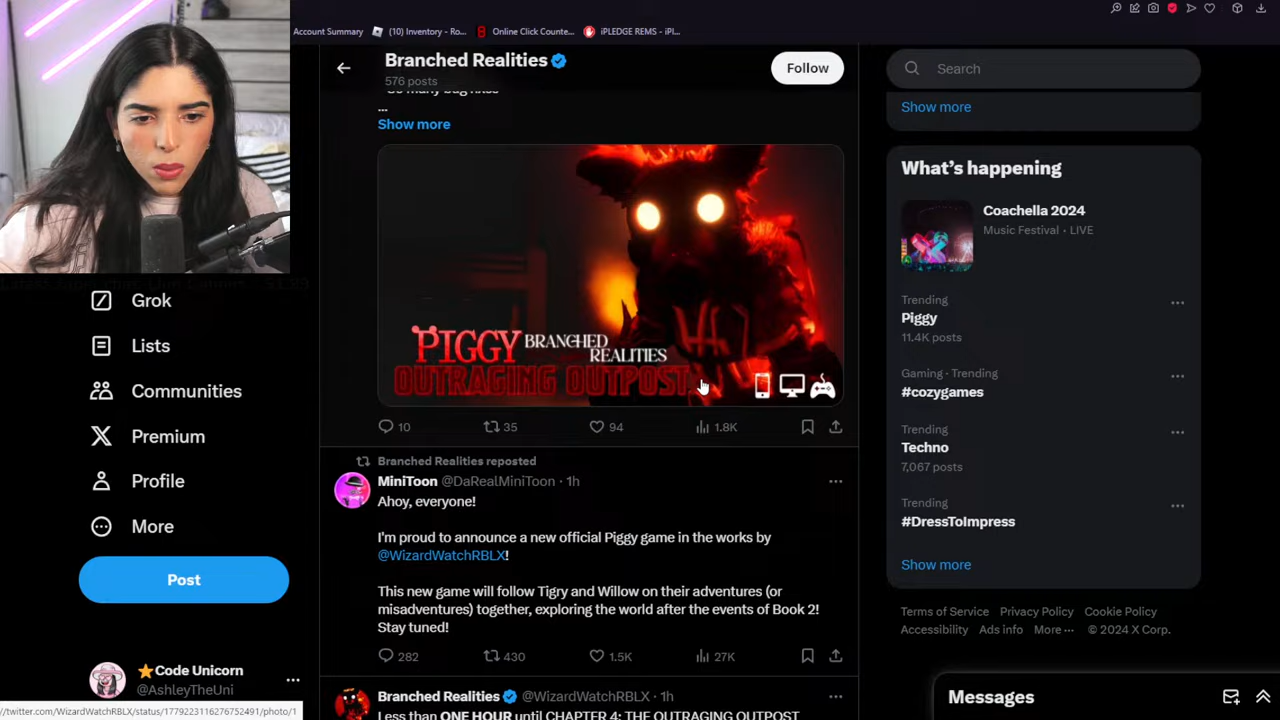 Account Summary
(10) Inventory - Ro...
Online Click Counte...
iPLEDGE REMS - iPl...
Branched Realities
576 posts
Follow
Search
...
Show more
Show more
What's happening
Coachella 2024
Music Festival · LIVE
PIGGY BRANCHED
REALITIES
OUTRAGING OUTPOST
Grok
Lists
Communities
Premium
Profile
More
Post
Trending
Piggy
11.4K posts
Gaming · Trending
#cozygames
Trending
Techno
7,067 posts
Trending
#DressToImpress
Show more
10 35 94 1.8K
Branched Realities reposted
MiniToon @DaRealMiniToon · 1h
Ahoy, everyone!
I'm proud to announce a new official Piggy game in the works by
@WizardWatchRBLX!
This new game will follow Tigry and Willow on their adventures (or
misadventures) together, exploring the world after the events of Book 2!
Stay tuned!
282 430 1.5K 27K
Terms of Service Privacy Policy Cookie Policy
Accessibility Ads info More ··· © 2024 X Corp.
Code Unicorn
@AshleyTheUni
Branched Realities @WizardWatchRBLX · 1h
Less than ONE HOUR until CHAPTER 4: THE OUTRAGING OUTPOST
Messages
//twitter.com/WizardWatchRBLX/status/1779223116276752491/photo/1